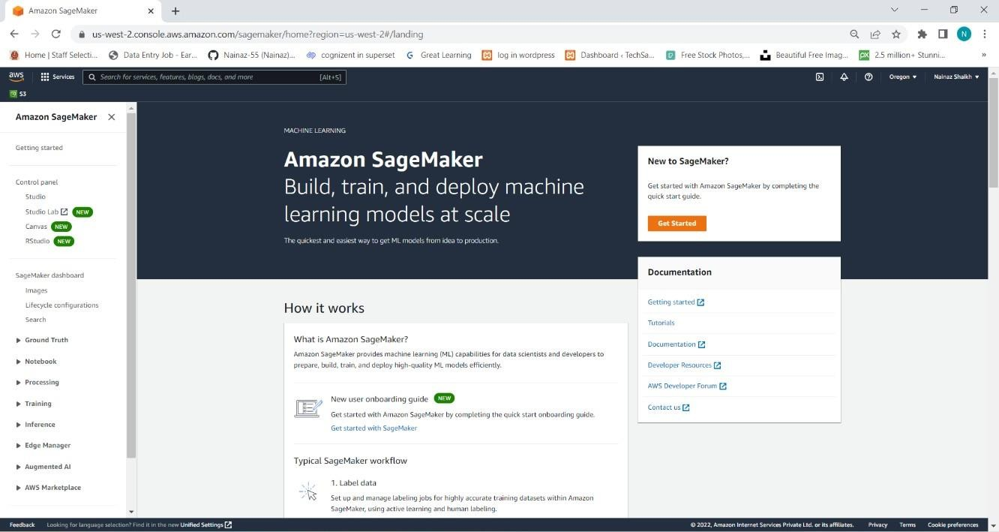 Amazon SageMaker
us-west-2.console.aws.amazon.com/sagemaker/home?region=us-west-2#/landing
N
Home | Staff Selecti... Data Entry Job - Ear... Nainaz-55 (Nainaz)... cognizent in superset G Great Learning log in wordpress Dashboard ‹ TechSa... Free Stock Photos,... Beautiful Free Imag... px 2.5 million+ Stunni... »
aws Services Search for services, features, blogs, docs, and more [Alt+S] Oregon Nainaz Shaikh
S3
Amazon SageMaker
Getting started
Control panel
Studio
Studio Lab NEW
Canvas NEW
RStudio NEW
SageMaker dashboard
Images
Lifecycle configurations
Search
Ground Truth
Notebook
Processing
Training
Inference
Edge Manager
Augmented AI
AWS Marketplace
MACHINE LEARNING
Amazon SageMaker
Build, train, and deploy machine
learning models at scale
The quickest and easiest way to get ML models from idea to production.
New to SageMaker?
Get started with Amazon SageMaker by completing the
quick start guide.
Get Started
How it works
What is Amazon SageMaker?
Amazon SageMaker provides machine learning (ML) capabilities for data scientists and developers to
prepare, build, train, and deploy high-quality ML models efficiently.
New user onboarding guide NEW
Get started with Amazon SageMaker by completing the quick start onboarding guide.
Get started with SageMaker
Typical SageMaker workflow
1. Label data
Set up and manage labeling jobs for highly accurate training datasets within Amazon
SageMaker, using active learning and human labeling.
Documentation
Getting started
Tutorials
Documentation
Developer Resources
AWS Developer Forum
Contact us
Feedback Looking for language selection? Find it in the new Unified Settings © 2022, Amazon Internet Services Private Ltd. or its affiliates. Privacy Terms Cookie preferences